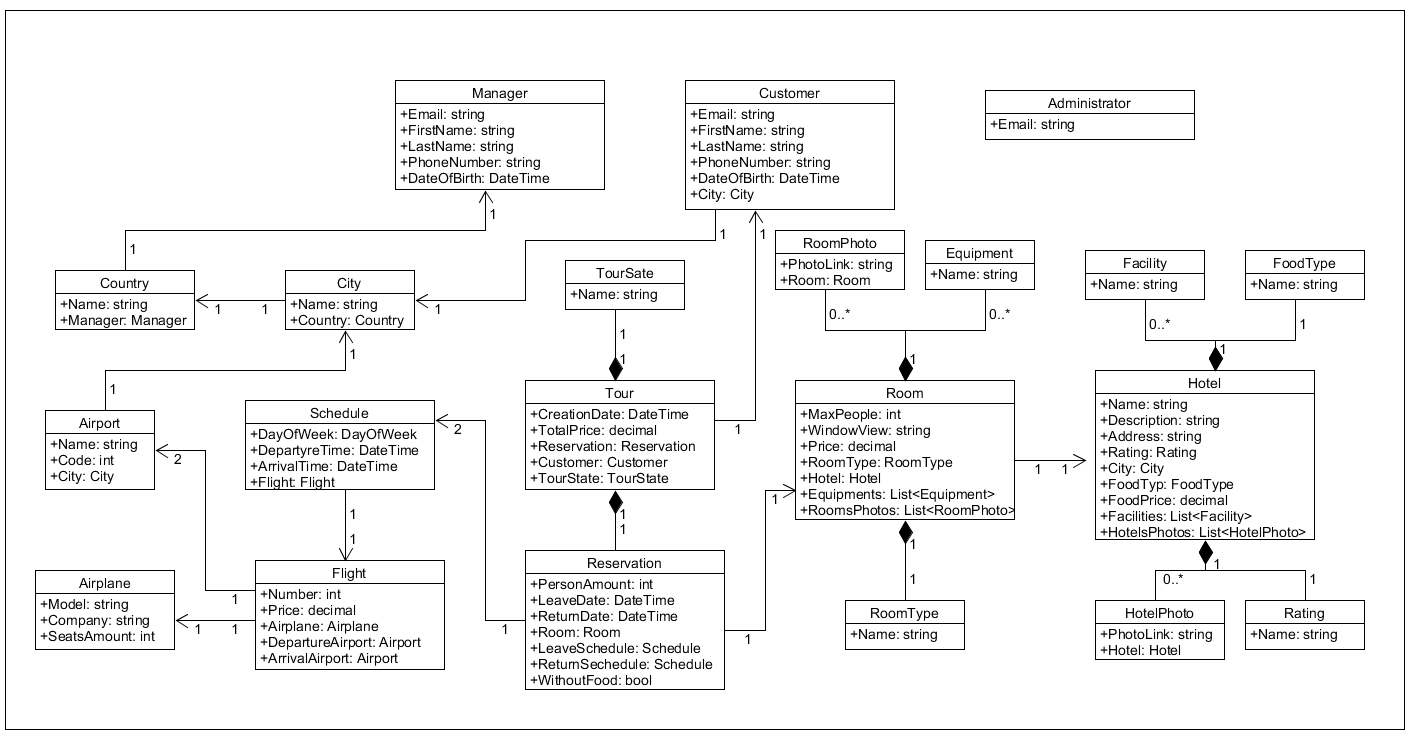 Manager
+Email: string
+FirstName: string
+LastName: string
+PhoneNumber: string
+DateOfBirth: DateTime
1
Customer
+Email: string
+FirstName: string
+LastName: string
+PhoneNumber: string
+DateOfBirth: DateTime
+City: City
1
1
Administrator
+Email: string
1
Country
+Name: string
+Manager: Manager
1
1
City
+Name: string
+Country: Country
1
1
TourSate
+Name: string
1
1
RoomPhoto
+PhotoLink: string
+Room: Room
0..*
Equipment
+Name: string
0..*
1
Facility
+Name: string
0..*
FoodType
+Name: string
1
1
1
Airport
+Name: string
+Code: int
+City: City
2
Schedule
+DayOfWeek: DayOfWeek
+DepartyreTime: DateTime
+ArrivalTime: DateTime
+Flight: Flight
2
1
1
Tour
+CreationDate: DateTime
+TotalPrice: decimal
+Reservation: Reservation
+Customer: Customer
+TourState: TourState
1
1
1
Room
+MaxPeople: int
+WindowView: string
+Price: decimal
+RoomType: RoomType
+Hotel: Hotel
+Equipments: List<Equipment>
+RoomsPhotos: List<RoomPhoto>
1
1
1
1
1
Hotel
+Name: string
+Description: string
+Address: string
+Rating: Rating
+City: City
+FoodTyp: FoodType
+FoodPrice: decimal
+Facilities: List<Facility>
+HotelsPhotos: List<HotelPhoto>
1
0..*
1
Airplane
+Model: string
+Company: string
+SeatsAmount: int
1
1
1
Flight
+Number: int
+Price: decimal
+Airplane: Airplane
+DepartureAirport: Airport
+ArrivalAirport: Airport
1
Reservation
+PersonAmount: int
+LeaveDate: DateTime
+ReturnDate: DateTime
+Room: Room
+LeaveSchedule: Schedule
+ReturnSechedule: Schedule
+WithoutFood: bool
1
RoomType
+Name: string
HotelPhoto
+PhotoLink: string
+Hotel: Hotel
Rating
+Name: string